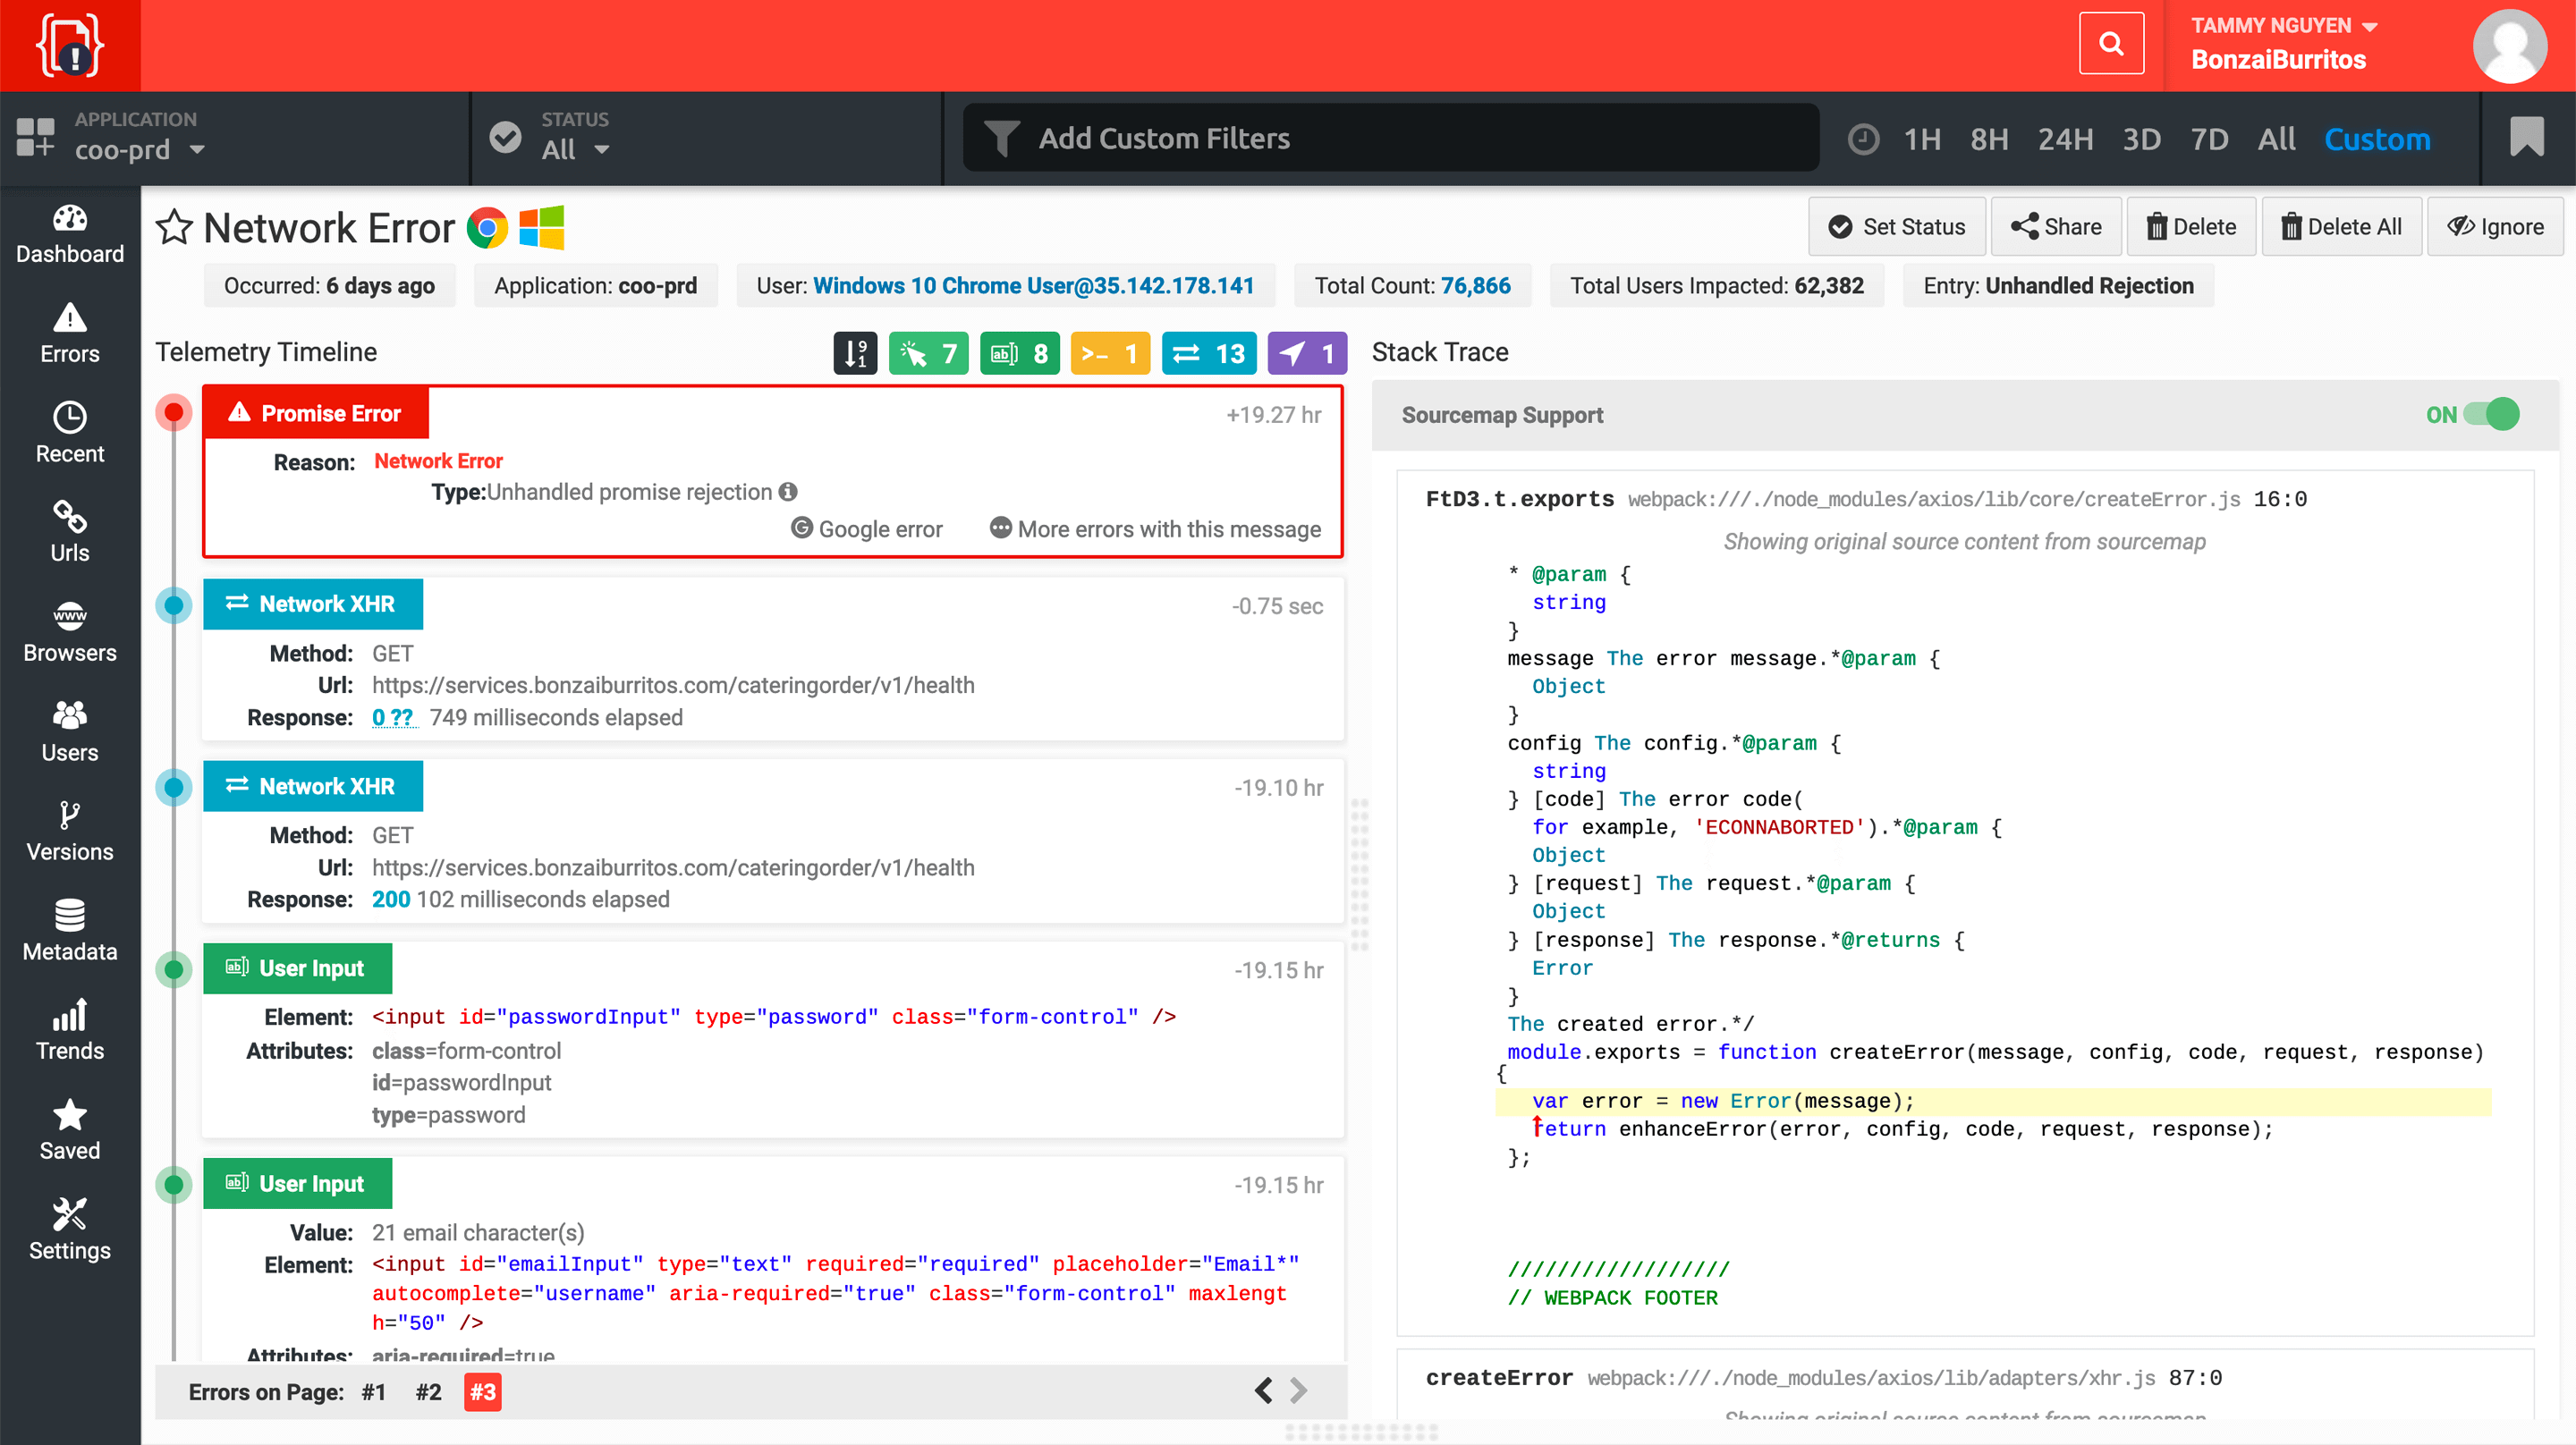 TAMMY NGUYEN
BonzaiBurritos
APPLICATION
coo-prd
STATUS
All
Add Custom Filters
1H 8H 24H 3D 7D All Custom
Dashboard
Errors
Recent
Urls
WWW
Browsers
Users
Versions
Metadata
Trends
Saved
Settings
Network Error
Set Status
Share
Delete
Delete All
Ignore
Occurred: 6 days ago
Application: coo-prd
User: Windows 10 Chrome User@35.142.178.141
Total Count: 76,866
Total Users Impacted: 62,382
Entry: Unhandled Rejection
Telemetry Timeline
9
1
7
ab
8
>_ 1
13
1
Promise Error
+19.27 hr
Reason: Network Error
Type:Unhandled promise rejection
Google error
More errors with this message
Network XHR
-0.75 sec
Method: GET
Url: https://services.bonzaiburritos.com/cateringorder/v1/health
Response: 0 ?? 749 milliseconds elapsed
Network XHR
-19.10 hr
Method: GET
Url: https://services.bonzaiburritos.com/cateringorder/v1/health
Response: 200 102 milliseconds elapsed
ab User Input
-19.15 hr
Element: <input id="passwordInput" type="password" class="form-control" />
Attributes: class=form-control
id=passwordInput
type=password
ab User Input
-19.15 hr
Value: 21 email character(s)
Element: <input id="emailInput" type="text" required="required" placeholder="Email*"
autocomplete="username" aria-required="true" class="form-control" maxlengt
h="50" />
Attributes: aria-required=true
Errors on Page: #1 #2 #3
Stack Trace
Sourcemap Support
ON
FtD3.t.exports webpack:///./node_modules/axios/lib/core/createError.js 16:0
Showing original source content from sourcemap
* @param {
string
}
message The error message.*@param {
Object
}
config The config.*@param {
string
} [code] The error code(
for example, 'ECONNABORTED').*@param {
Object
} [request] The request.*@param {
Object
} [response] The response.*@returns {
Error
}
The created error.*/
module.exports = function createError(message, config, code, request, response)
{
var error = new Error(message);
return enhanceError(error, config, code, request, response);
};
//////////////////
// WEBPACK FOOTER
createError webpack:///./node_modules/axios/lib/adapters/xhr.js 87:0
Showing original source content from sourcemap